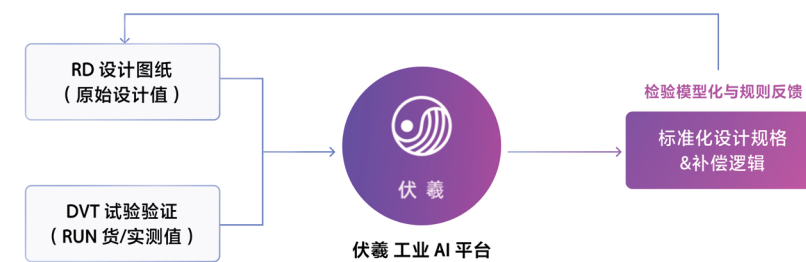 RD 设计图纸
（原始设计值）
检验模型化与规则反馈
标准化设计规格
&补偿逻辑
伏羲
DVT 试验验证
（RUN 货/实测值）
伏羲 工业 AI 平台